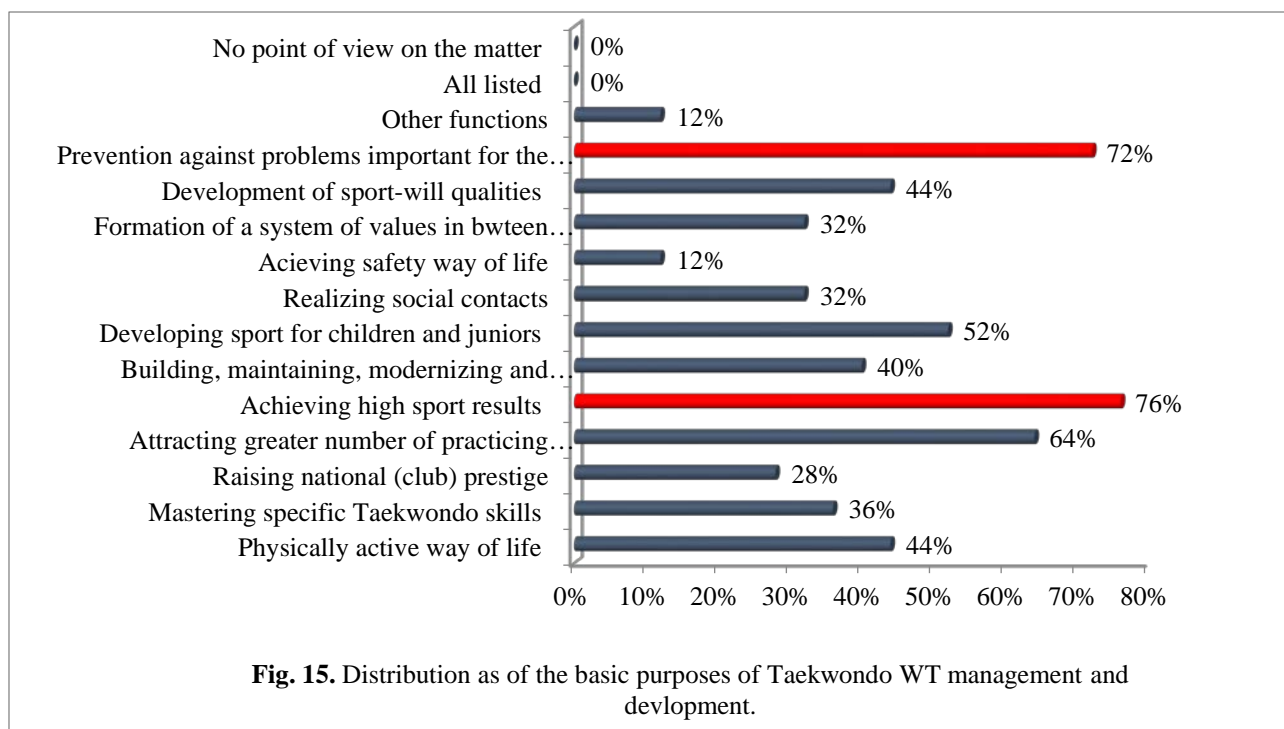 No point of view on the matter 0%
All listed 0%
Other functions 12%
Prevention against problems important for the… 72%
Development of sport-will qualities 44%
Formation of a system of values in bwteen… 32%
Acieving safety way of life 12%
Realizing social contacts 32%
Developing sport for children and juniors 52%
Building, maintaining, modernizing and… 40%
Achieving high sport results 76%
Attracting greater number of practicing… 64%
Raising national (club) prestige 28%
Mastering specific Taekwondo skills 36%
Physically active way of life 44%
0% 10% 20% 30% 40% 50% 60% 70% 80%
Fig. 15. Distribution as of the basic purposes of Taekwondo WT management and
devlopment.